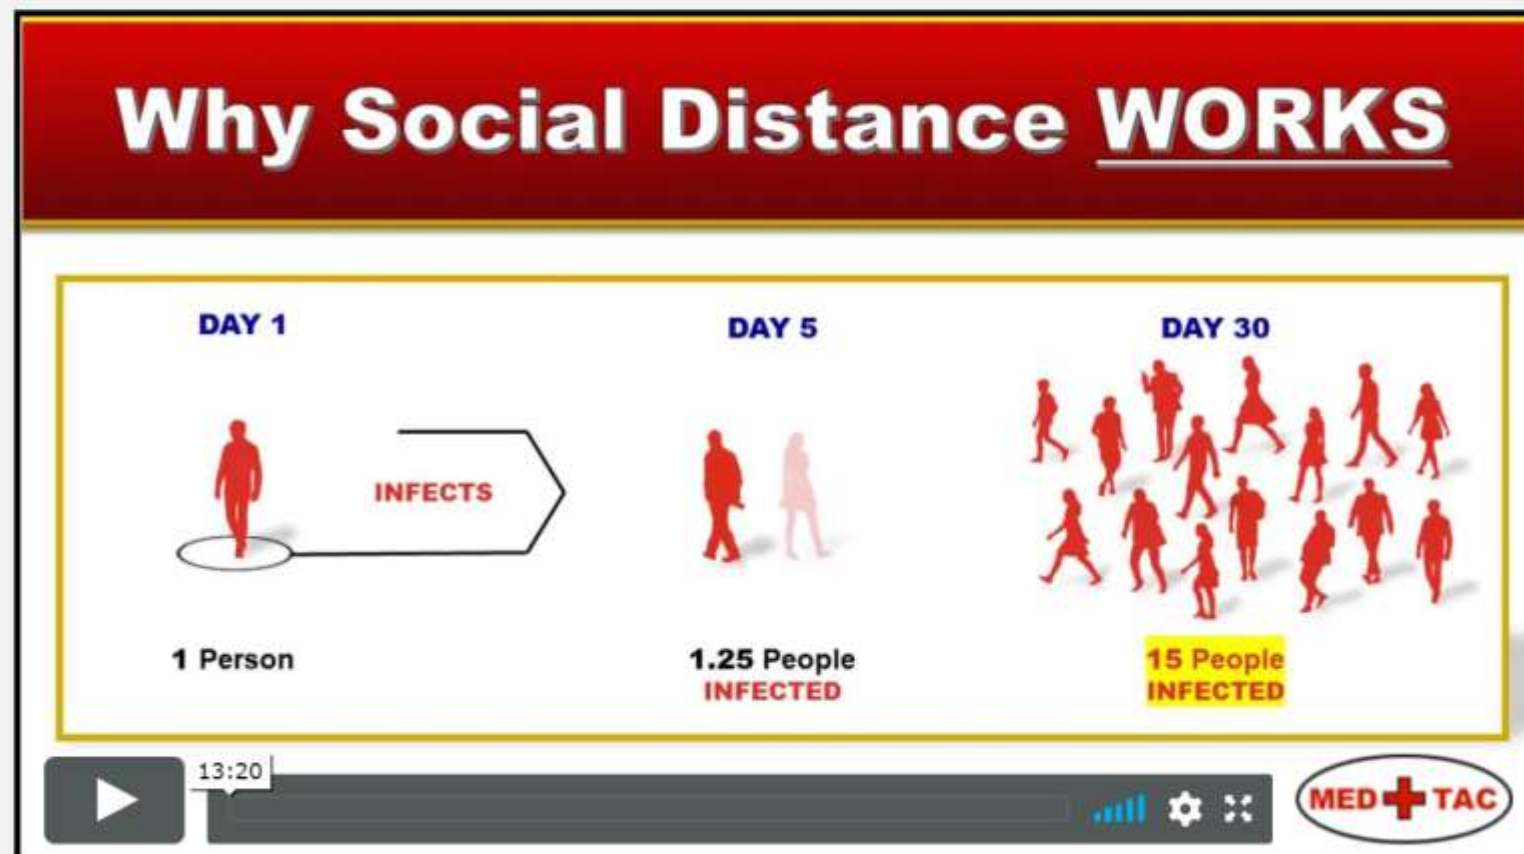 Why Social Distance WORKS
DAY 1
DAY 5
DAY 30
INFECTS
1 Person
1.25 People
INFECTED
15 People
INFECTED
13:20
MED TAC